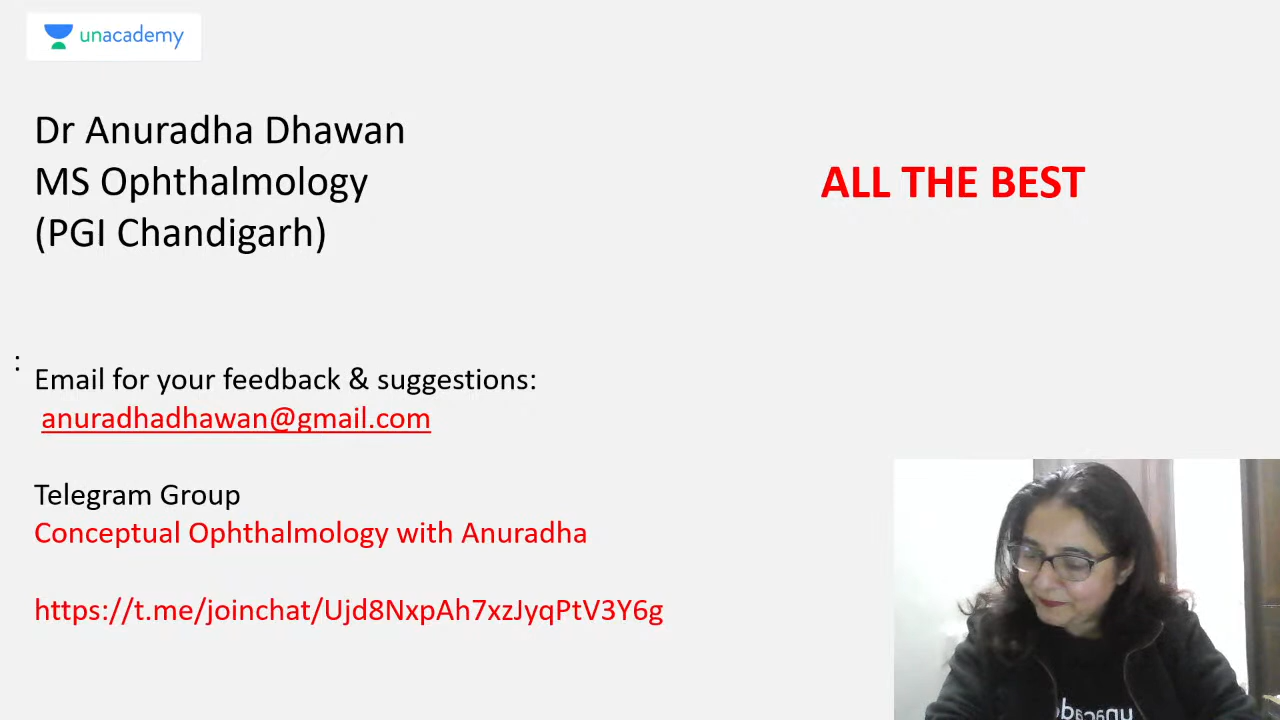 unacademy
Dr Anuradha Dhawan
MS Ophthalmology
(PGI Chandigarh)
ALL THE BEST
:
Email for your feedback & suggestions:
anuradhadhawan@gmail.com
Telegram Group
Conceptual Ophthalmology with Anuradha
https://t.me/joinchat/Ujd8NxpAh7xzJyqPtV3Y6g